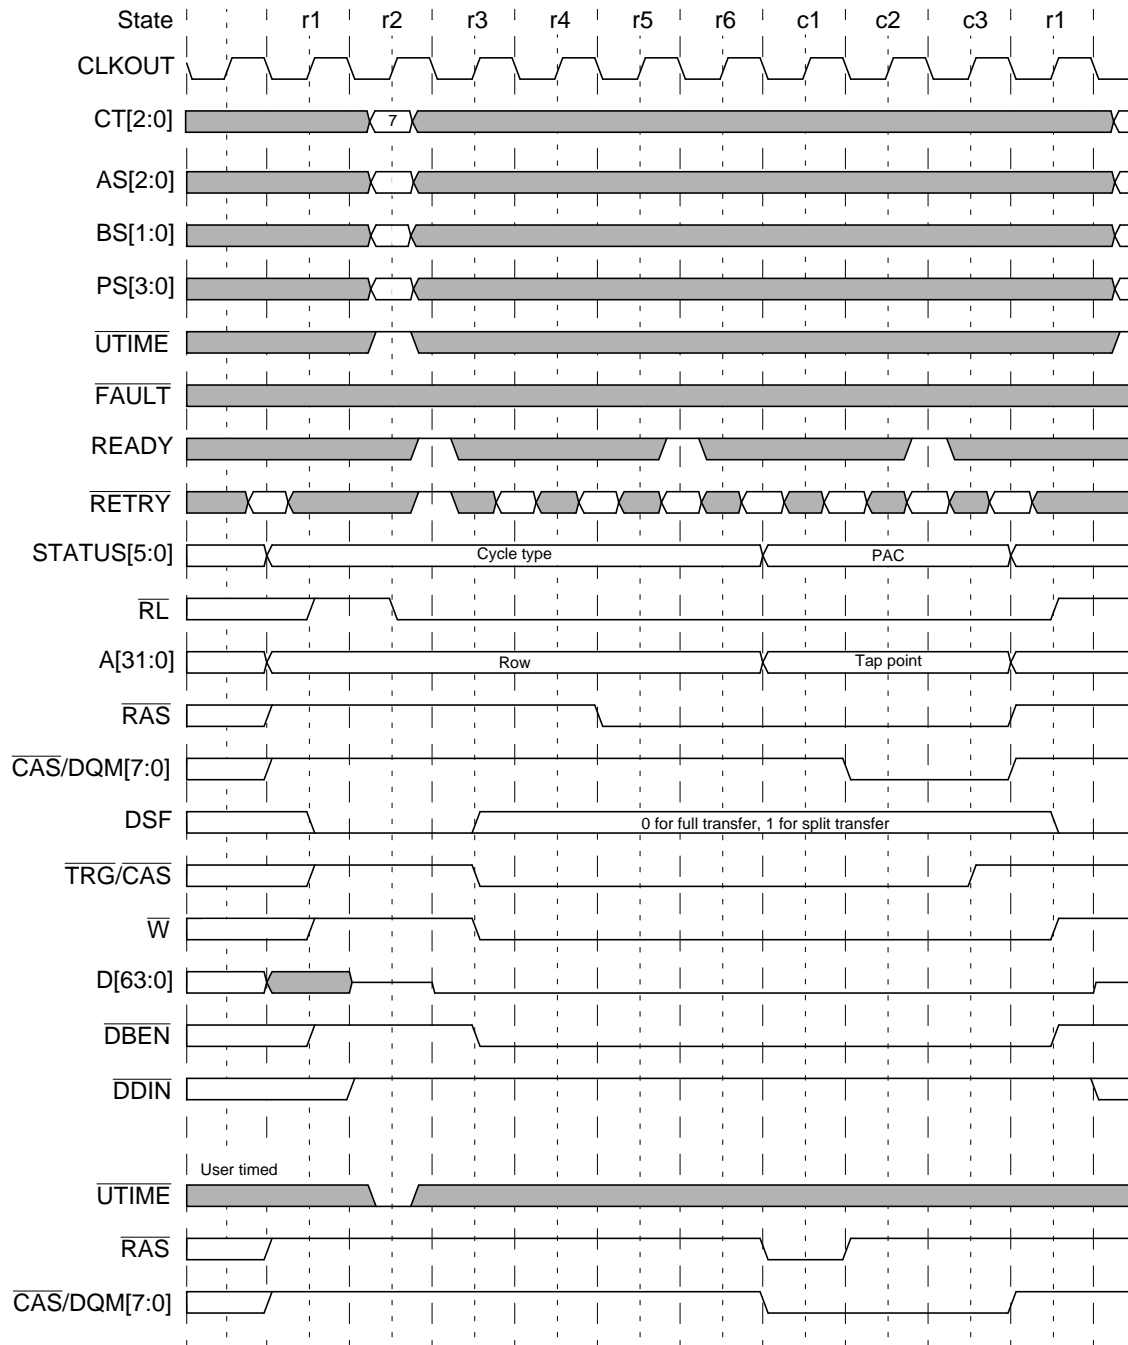 State r1 r2 r3 r4 r5 r6 c1 c2 c3 r1
CLKOUT
CT[2:0] 7
AS[2:0]
BS[1:0]
PS[3:0]
UTIME
FAULT
READY
RETRY
STATUS[5:0] Cycle type PAC
RL
A[31:0] Row Tap point
RAS
CAS/DQM[7:0]
DSF 0 for full transfer, 1 for split transfer
TRG/CAS
W
D[63:0]
DBEN
DDIN
User timed
UTIME
RAS
CAS/DQM[7:0]